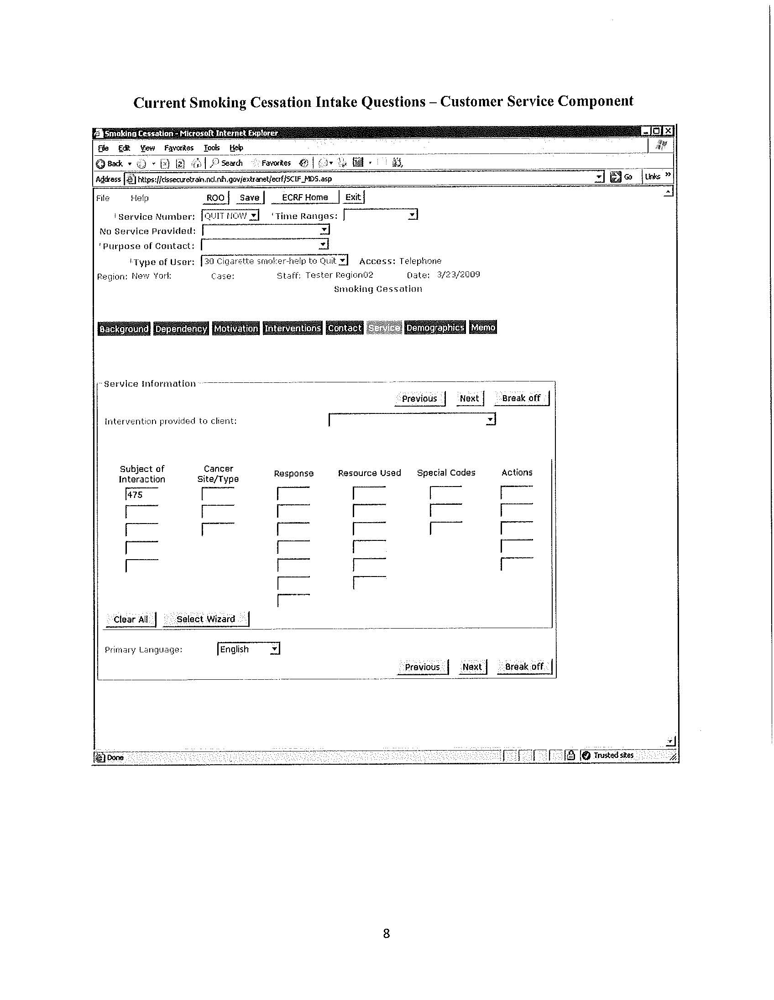 Current Smoking Cessation Intake Questions – Customer Service Component
Smoking Cessation - Microsoft Internet Explorer
File Edit View Favorites Tools Help
Back Search Favorites
Address https://cissecuretrain.nci.nih.gov/extranet/ecrf/SCIF_MDS.asp Go Links »
File Help ROO Save ECRF Home Exit
Service Number: QUIT NOW Time Ranges:
No Service Provided:
Purpose of Contact:
Type of User: 30 Cigarette smoker-help to Quit Access: Telephone
Region: New York Case: Staff: Tester Region02 Date: 3/23/2009
Smoking Cessation
Background Dependency Motivation Interventions Contact Service Demographics Memo
Service Information
Previous Next Break off
Intervention provided to client:
Subject of Interaction Cancer Site/Type Response Resource Used Special Codes Actions
475
Clear All Select Wizard
Primary Language: English
Previous Next Break off
Done Trusted sites
8